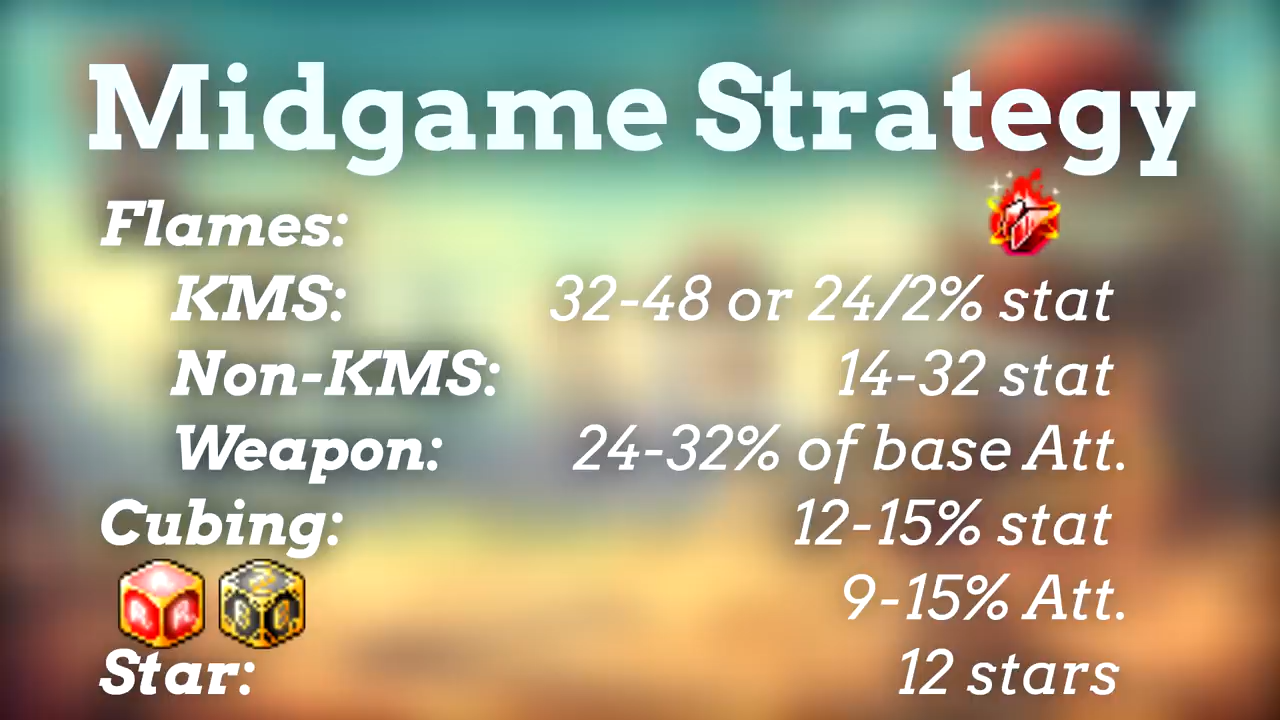 Midgame Strategy
Flames:
KMS: 32-48 or 24/2% stat
Non-KMS: 14-32 stat
Weapon: 24-32% of base Att.
Cubing: 12-15% stat
9-15% Att.
Star: 12 stars